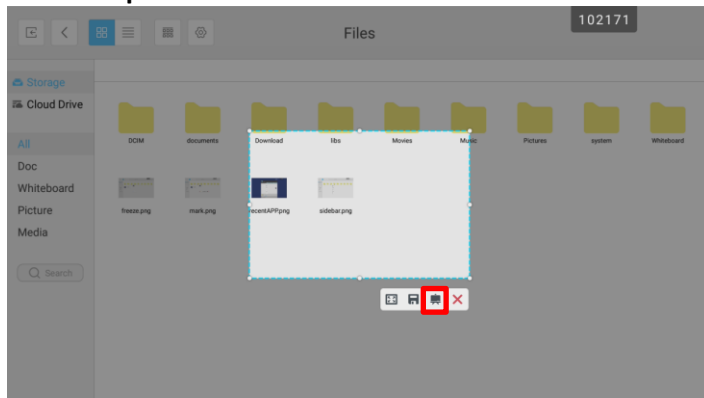 Files
102171
Storage
Cloud Drive
All
Doc
Whiteboard
Picture
Media
Search
DCIM
documents
Download
libs
Movies
Music
Pictures
system
Whiteboard
freeze.png
mark.png
ecentAPP.png
sidebar.png